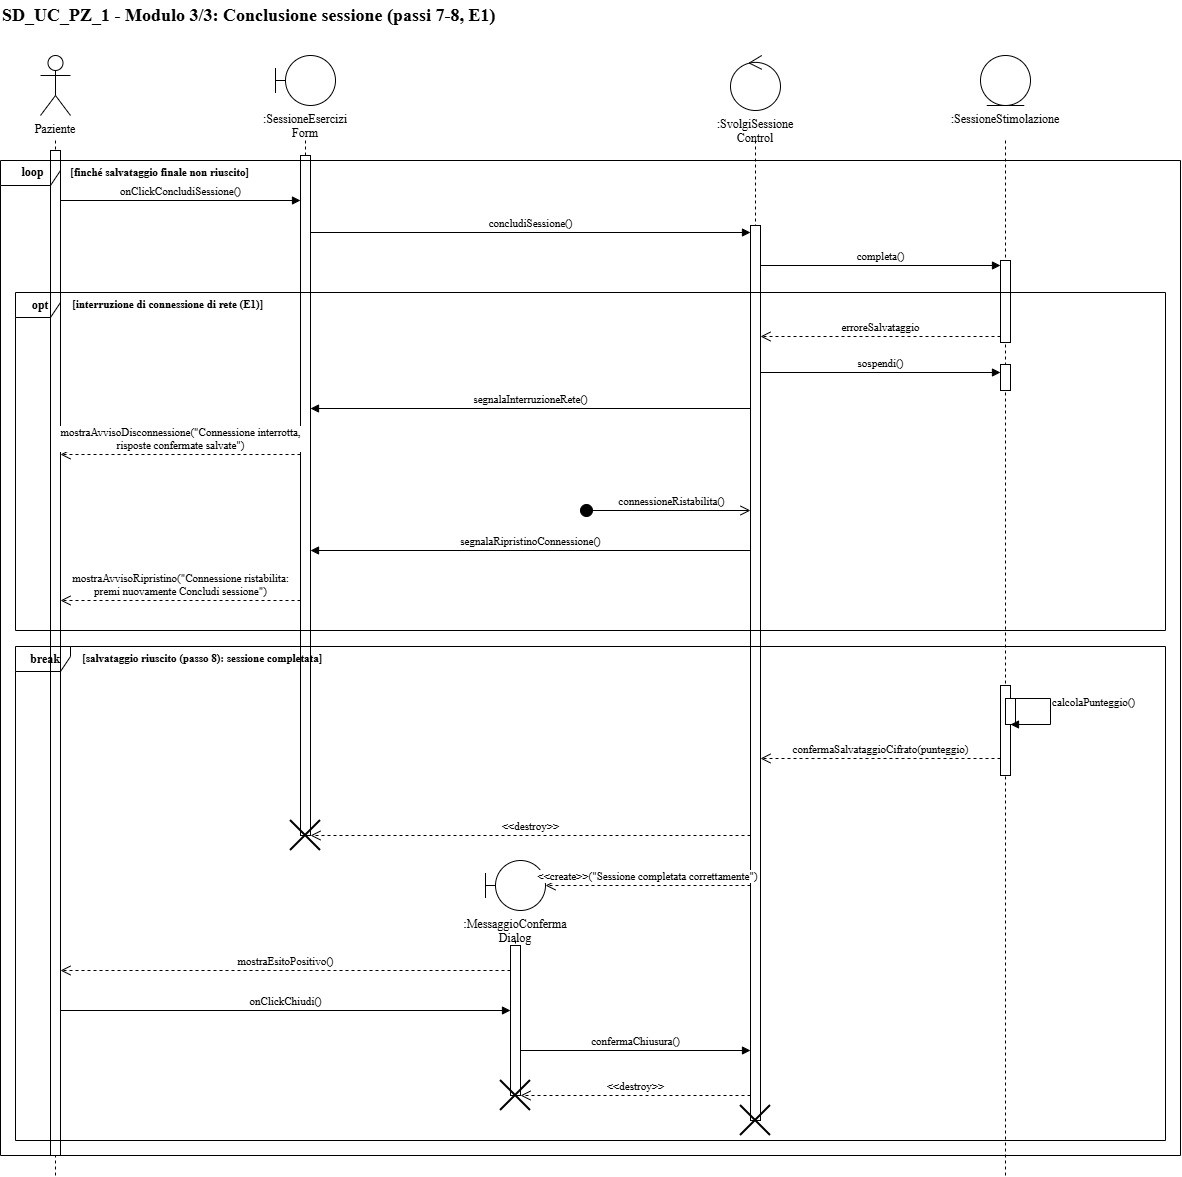 SD_UC_PZ_1 - Modulo 3/3: Conclusione sessione (passi 7-8, E1)
Paziente
:SessioneEsercizi
Form
:SvolgiSessione
Control
:SessioneStimolazione
loop
[finché salvataggio finale non riuscito]
onClickConcludiSessione()
concludiSessione()
completa()
opt
[interruzione di connessione di rete (E1)]
erroreSalvataggio
sospendi()
segnalaInterruzioneRete()
mostraAvvisoDisconnessione("Connessione interrotta,
risposte confermate salvate")
connessioneRistabilita()
segnalaRipristinoConnessione()
mostraAvvisoRipristino("Connessione ristabilita:
premi nuovamente Concludi sessione")
break
[salvataggio riuscito (passo 8): sessione completata]
calcolaPunteggio()
confermaSalvataggioCifrato(punteggio)
<<destroy>>
<<create>>("Sessione completata correttamente")
:MessaggioConferma
Dialog
mostraEsitoPositivo()
onClickChiudi()
confermaChiusura()
<<destroy>>